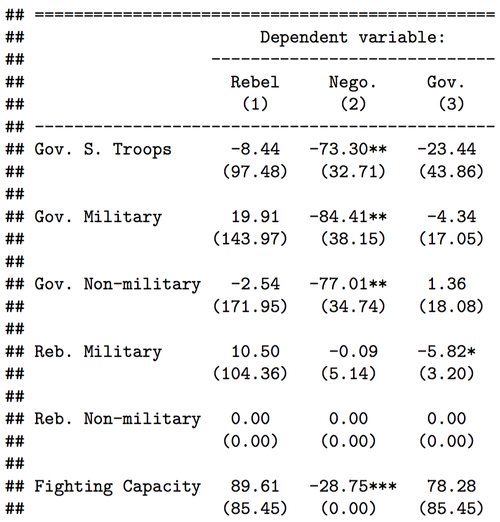 ## ==============================================
##                     Dependent variable:
##                   ----------------------------
##                    Rebel     Nego.      Gov.
##                     (1)       (2)       (3)
## ----------------------------------------------
## Gov. S. Troops     -8.44   -73.30**   -23.44
##                   (97.48)   (32.71)   (43.86)
##
## Gov. Military      19.91   -84.41**    -4.34
##                  (143.97)   (38.15)   (17.05)
##
## Gov. Non-military  -2.54   -77.01**    1.36
##                  (171.95)   (34.74)   (18.08)
##
## Reb. Military      10.50     -0.09    -5.82*
##                  (104.36)   (5.14)    (3.20)
##
## Reb. Non-military  0.00      0.00      0.00
##                   (0.00)    (0.00)    (0.00)
##
## Fighting Capacity  89.61   -28.75***   78.28
##                   (85.45)   (0.00)    (85.45)